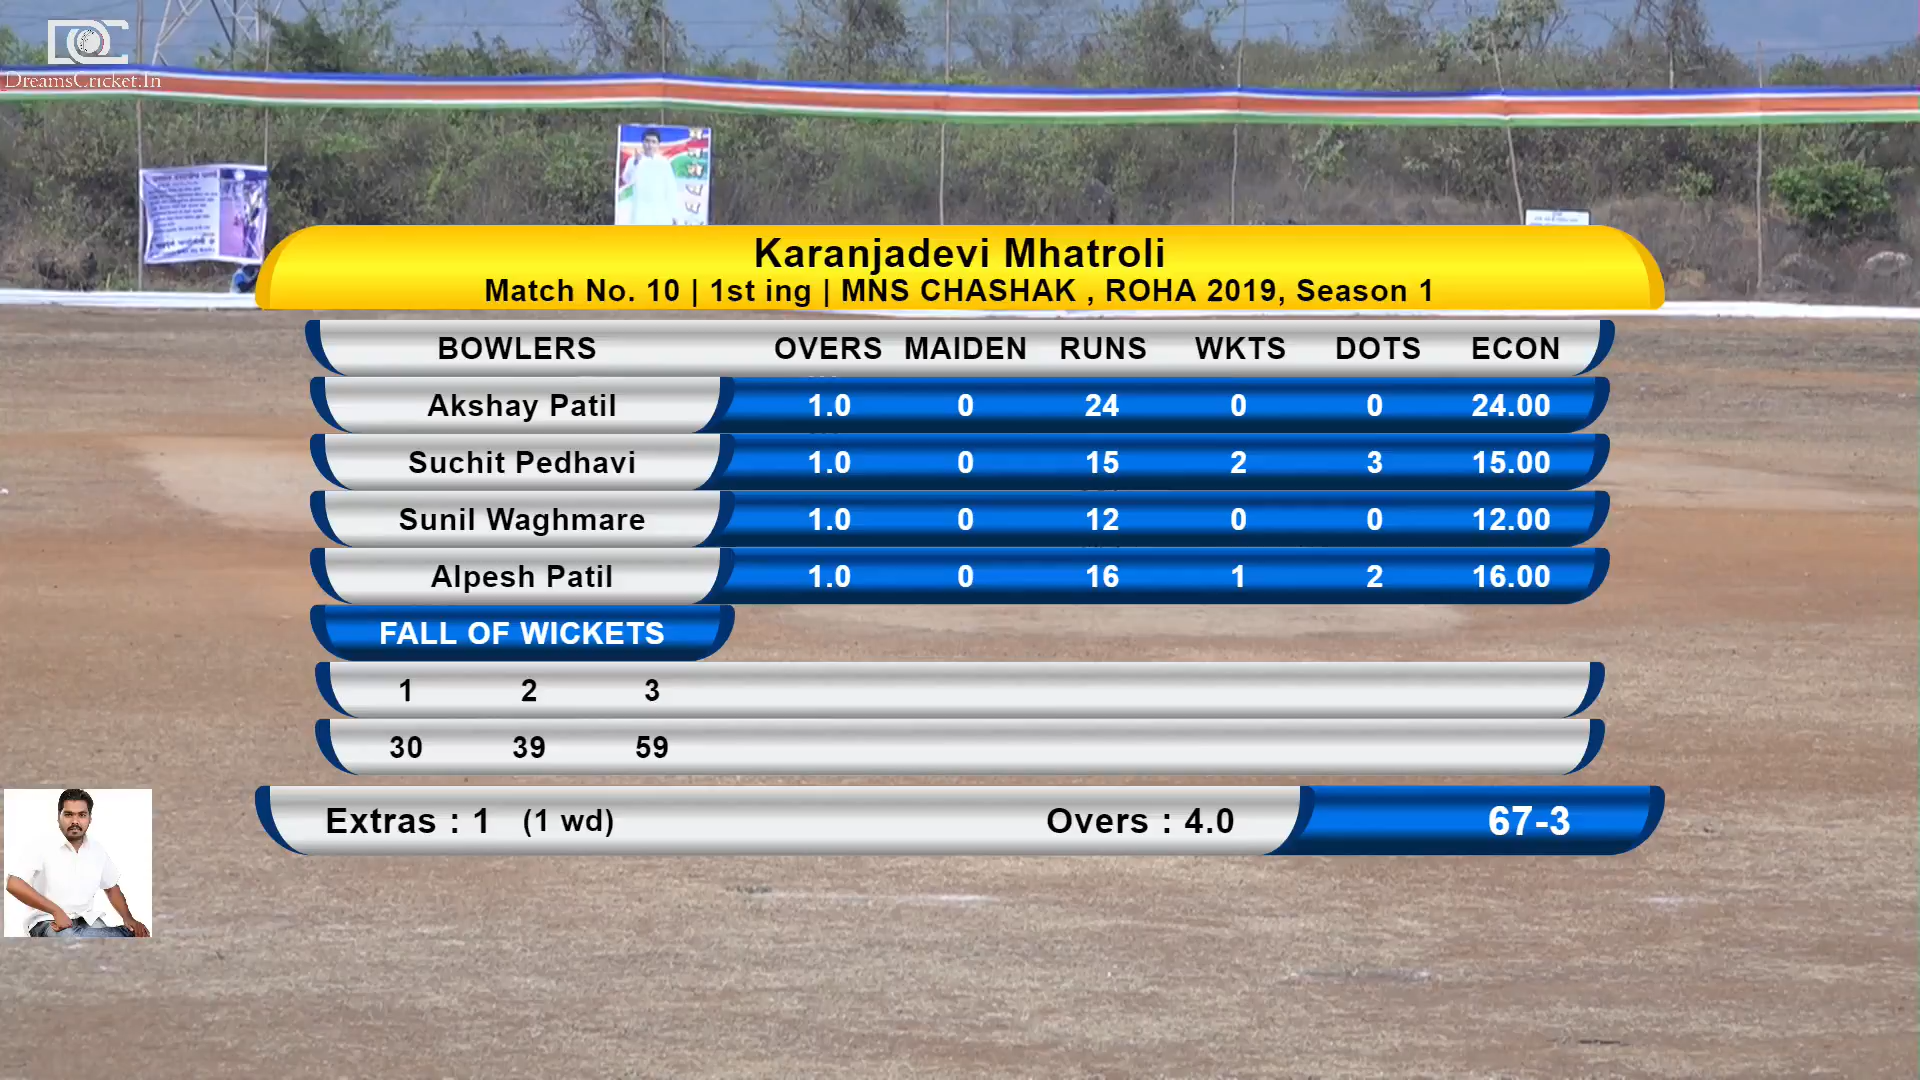 DC
DreamsCricket.In
Karanjadevi Mhatroli
Match No. 10 | 1st ing | MNS CHASHAK , ROHA 2019, Season 1
BOWLERS OVERS MAIDEN RUNS WKTS DOTS ECON
Akshay Patil 1.0 0 24 0 0 24.00
Suchit Pedhavi 1.0 0 15 2 3 15.00
Sunil Waghmare 1.0 0 12 0 0 12.00
Alpesh Patil 1.0 0 16 1 2 16.00
FALL OF WICKETS
1 2 3
30 39 59
Extras : 1 (1 wd) Overs : 4.0 67-3